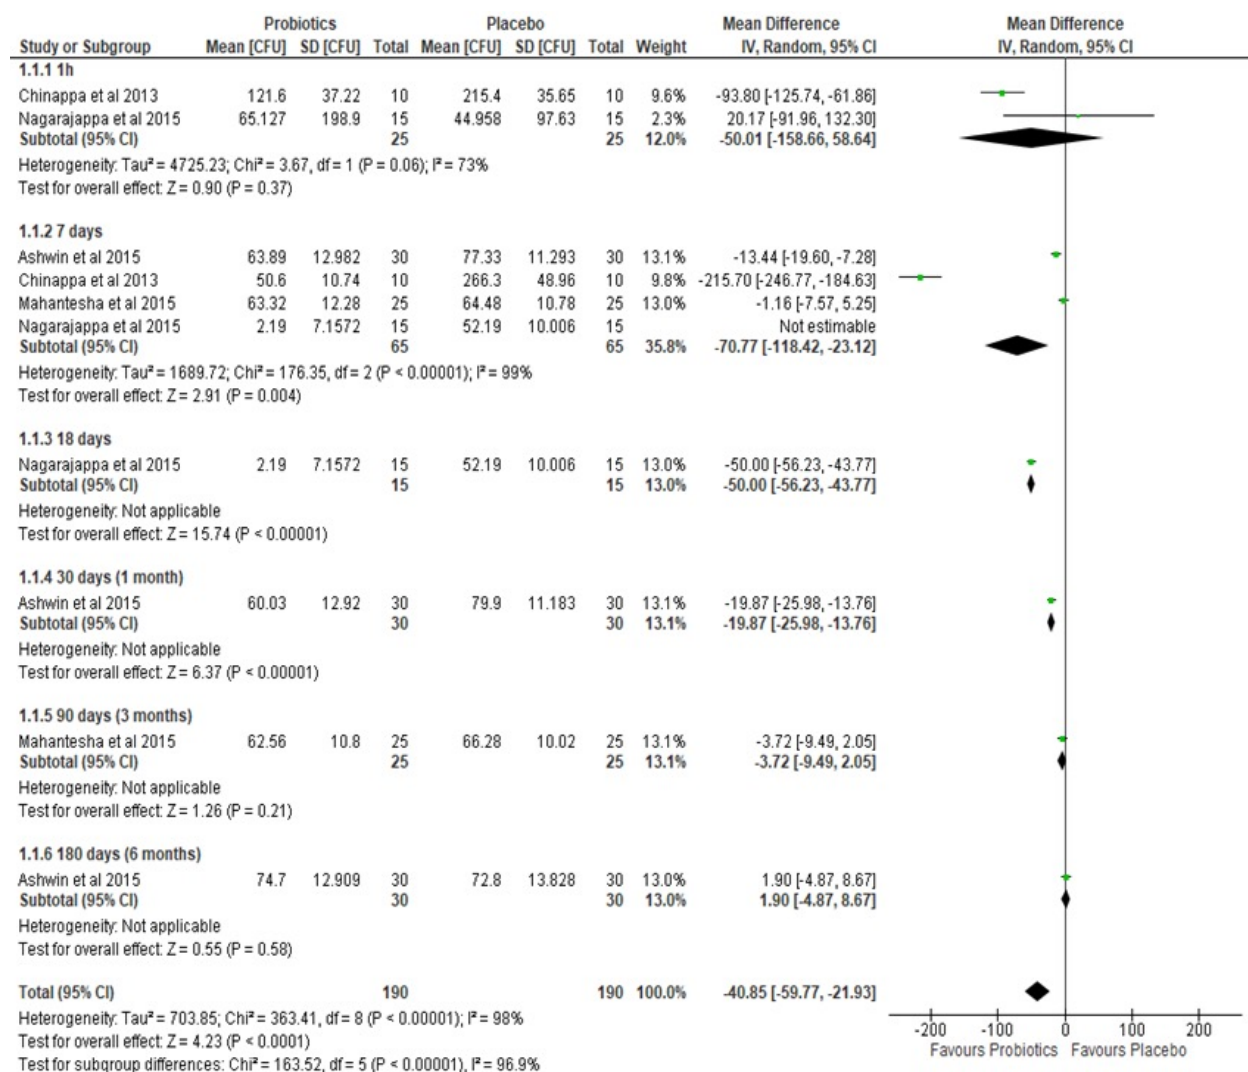 Probiotics Placebo Mean Difference Mean Difference
Study or Subgroup Mean [CFU] SD [CFU] Total Mean [CFU] SD [CFU] Total Weight IV, Random, 95% CI IV, Random, 95% CI
1.1.1 1h
Chinappa et al 2013 121.6 37.22 10 215.4 35.65 10 9.6% -93.80 [-125.74, -61.86]
Nagarajappa et al 2015 65.127 198.9 15 44.958 97.63 15 2.3% 20.17 [-91.96, 132.30]
Subtotal (95% CI) 25 25 12.0% -50.01 [-158.66, 58.64]
Heterogeneity: Tau² = 4725.23; Chi² = 3.67, df = 1 (P = 0.06); I² = 73%
Test for overall effect: Z = 0.90 (P = 0.37)
1.1.2 7 days
Ashwin et al 2015 63.89 12.982 30 77.33 11.293 30 13.1% -13.44 [-19.60, -7.28]
Chinappa et al 2013 50.6 10.74 10 266.3 48.96 10 9.8% -215.70 [-246.77, -184.63]
Mahantesha et al 2015 63.32 12.28 25 64.48 10.78 25 13.0% -1.16 [-7.57, 5.25]
Nagarajappa et al 2015 2.19 7.1572 15 52.19 10.006 15 Not estimable
Subtotal (95% CI) 65 65 35.8% -70.77 [-118.42, -23.12]
Heterogeneity: Tau² = 1689.72; Chi² = 176.35, df = 2 (P < 0.00001); I² = 99%
Test for overall effect: Z = 2.91 (P = 0.004)
1.1.3 18 days
Nagarajappa et al 2015 2.19 7.1572 15 52.19 10.006 15 13.0% -50.00 [-56.23, -43.77]
Subtotal (95% CI) 15 15 13.0% -50.00 [-56.23, -43.77]
Heterogeneity: Not applicable
Test for overall effect: Z = 15.74 (P < 0.00001)
1.1.4 30 days (1 month)
Ashwin et al 2015 60.03 12.92 30 79.9 11.183 30 13.1% -19.87 [-25.98, -13.76]
Subtotal (95% CI) 30 30 13.1% -19.87 [-25.98, -13.76]
Heterogeneity: Not applicable
Test for overall effect: Z = 6.37 (P < 0.00001)
1.1.5 90 days (3 months)
Mahantesha et al 2015 62.56 10.8 25 66.28 10.02 25 13.1% -3.72 [-9.49, 2.05]
Subtotal (95% CI) 25 25 13.1% -3.72 [-9.49, 2.05]
Heterogeneity: Not applicable
Test for overall effect: Z = 1.26 (P = 0.21)
1.1.6 180 days (6 months)
Ashwin et al 2015 74.7 12.909 30 72.8 13.828 30 13.0% 1.90 [-4.87, 8.67]
Subtotal (95% CI) 30 30 13.0% 1.90 [-4.87, 8.67]
Heterogeneity: Not applicable
Test for overall effect: Z = 0.55 (P = 0.58)
Total (95% CI) 190 190 100.0% -40.85 [-59.77, -21.93]
Heterogeneity: Tau² = 703.85; Chi² = 363.41, df = 8 (P < 0.00001); I² = 98%
Test for overall effect: Z = 4.23 (P < 0.0001)
Test for subgroup differences: Chi² = 163.52, df = 5 (P < 0.00001), I² = 96.9%
-200 -100 0 100 200
Favours Probiotics Favours Placebo